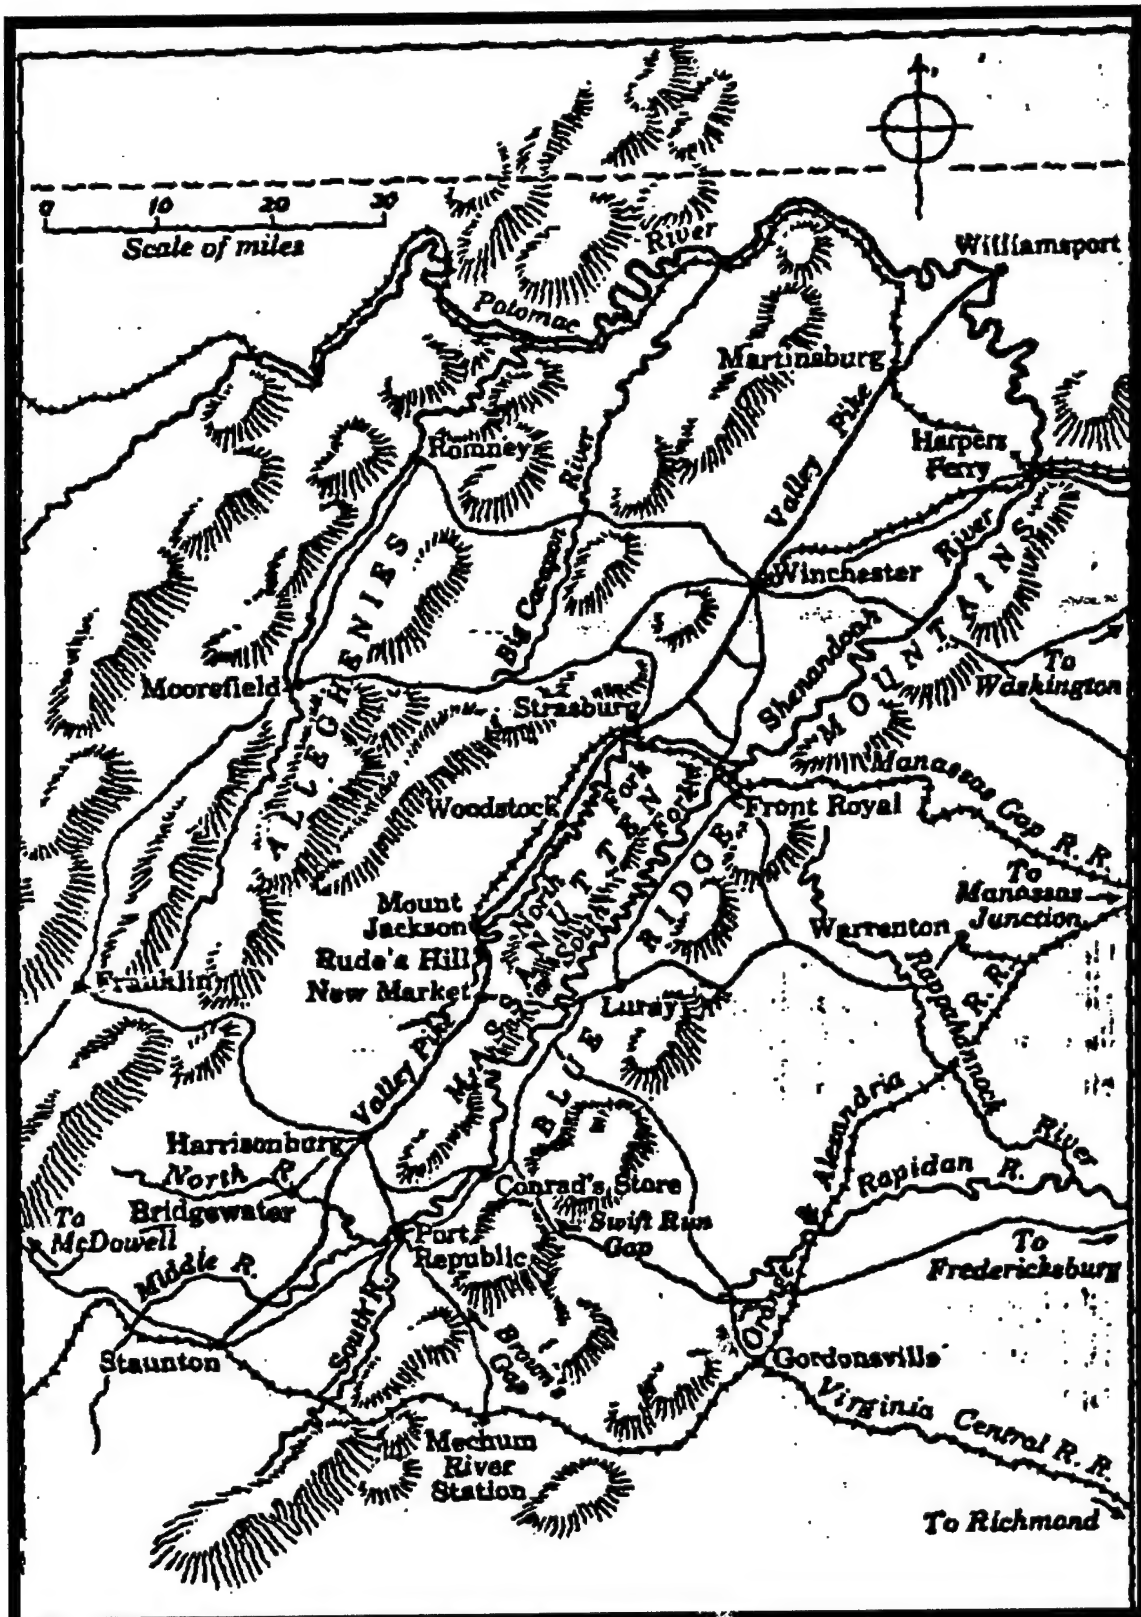 0 10 20 30
Scale of miles
River
Potomac
Williamsport
Martinsburg
Valley Pike
Harpers
Ferry
Romney
River
Big Cacapon
Winchester
River
Shenandoah
ALLEGHENIES
Moorefield
Strasburg
To
Washington
BLUE RIDGE MOUNTAINS
Manassas Gap R. R.
Woodstock
Front Royal
North Fork
South Fork
MASSANUTTEN
To
Manassas
Junction
Mount
Jackson
Rude's Hill
New Market
Warrenton
Franklin
Luray
Rappahannock
River
Valley Pike
Orange
Alexandria
R. R.
Harrisonburg
North R.
Bridgewater
Conrad's Store
Rapidan R.
To
McDowell
Port
Republic
Swift Run
Gap
To
Fredericksburg
Middle R.
South R.
Brown's
Gap
Staunton
Gordonsville
Virginia Central R. R.
Mechum
River
Station
To Richmond